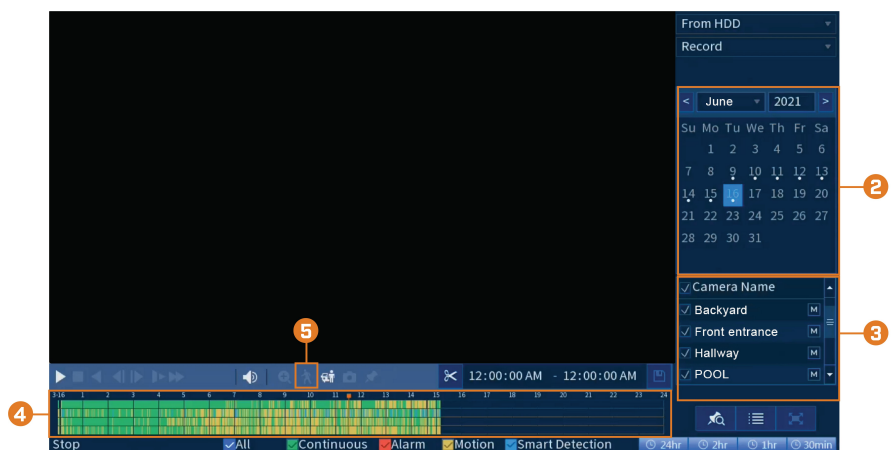 From HDD
Record
< June 2021 >
Su Mo Tu We Th Fr Sa
1 2 3 4 5 6
7 8 9 10 11 12 13
14 15 16 17 18 19 20
21 22 23 24 25 26 27
28 29 30 31
2
Camera Name
Backyard M
Front entrance M
Hallway M
POOL M
3
5
12:00:00 AM - 12:00:00 AM
3:16 1 2 3 4 5 6 7 8 9 10 11 12 13 14 15 16 17 18 19 20 21 22 23 24
4
Stop All Continuous Alarm Motion Smart Detection 24hr 2hr 1hr 30min